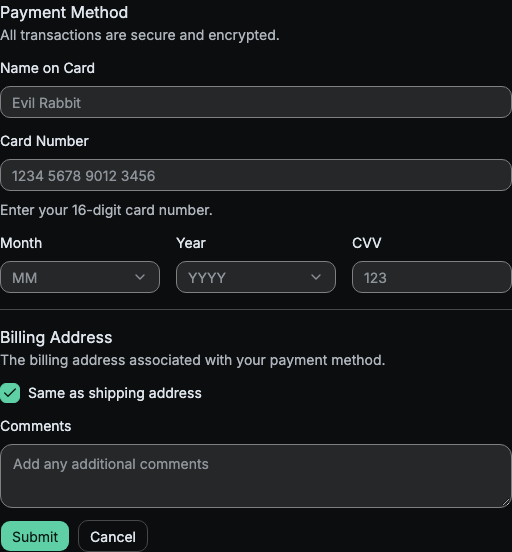 Payment Method
All transactions are secure and encrypted.
Name on Card
Evil Rabbit
Card Number
1234 5678 9012 3456
Enter your 16-digit card number.
Month Year CVV
MM YYYY 123
Billing Address
The billing address associated with your payment method.
Same as shipping address
Comments
Add any additional comments
Submit Cancel